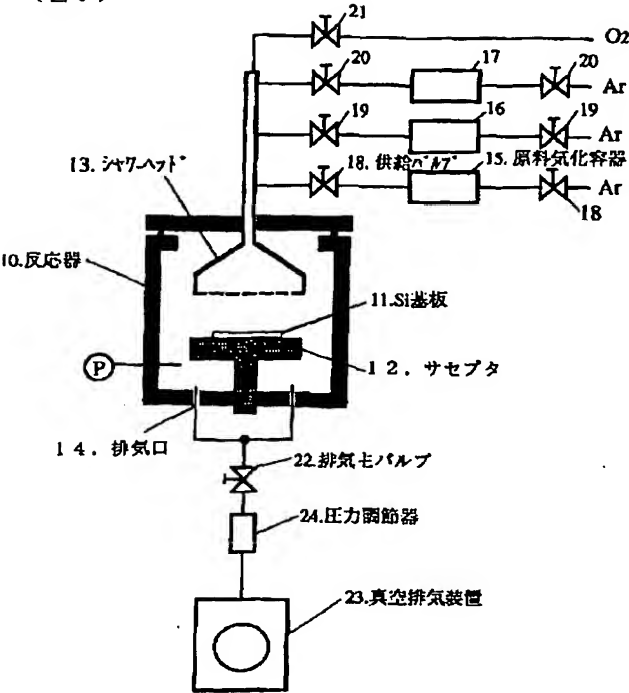 21
O2
20
17
20
Ar
19
16
19
Ar
13. シャワーヘッド
18. 供給バルブ
15. 原料気化容器
Ar
18
10.反応器
11.Si基板
P
12. サセプタ
14. 排気口
22.排気主バルブ
24.圧力調節器
23.真空排気装置